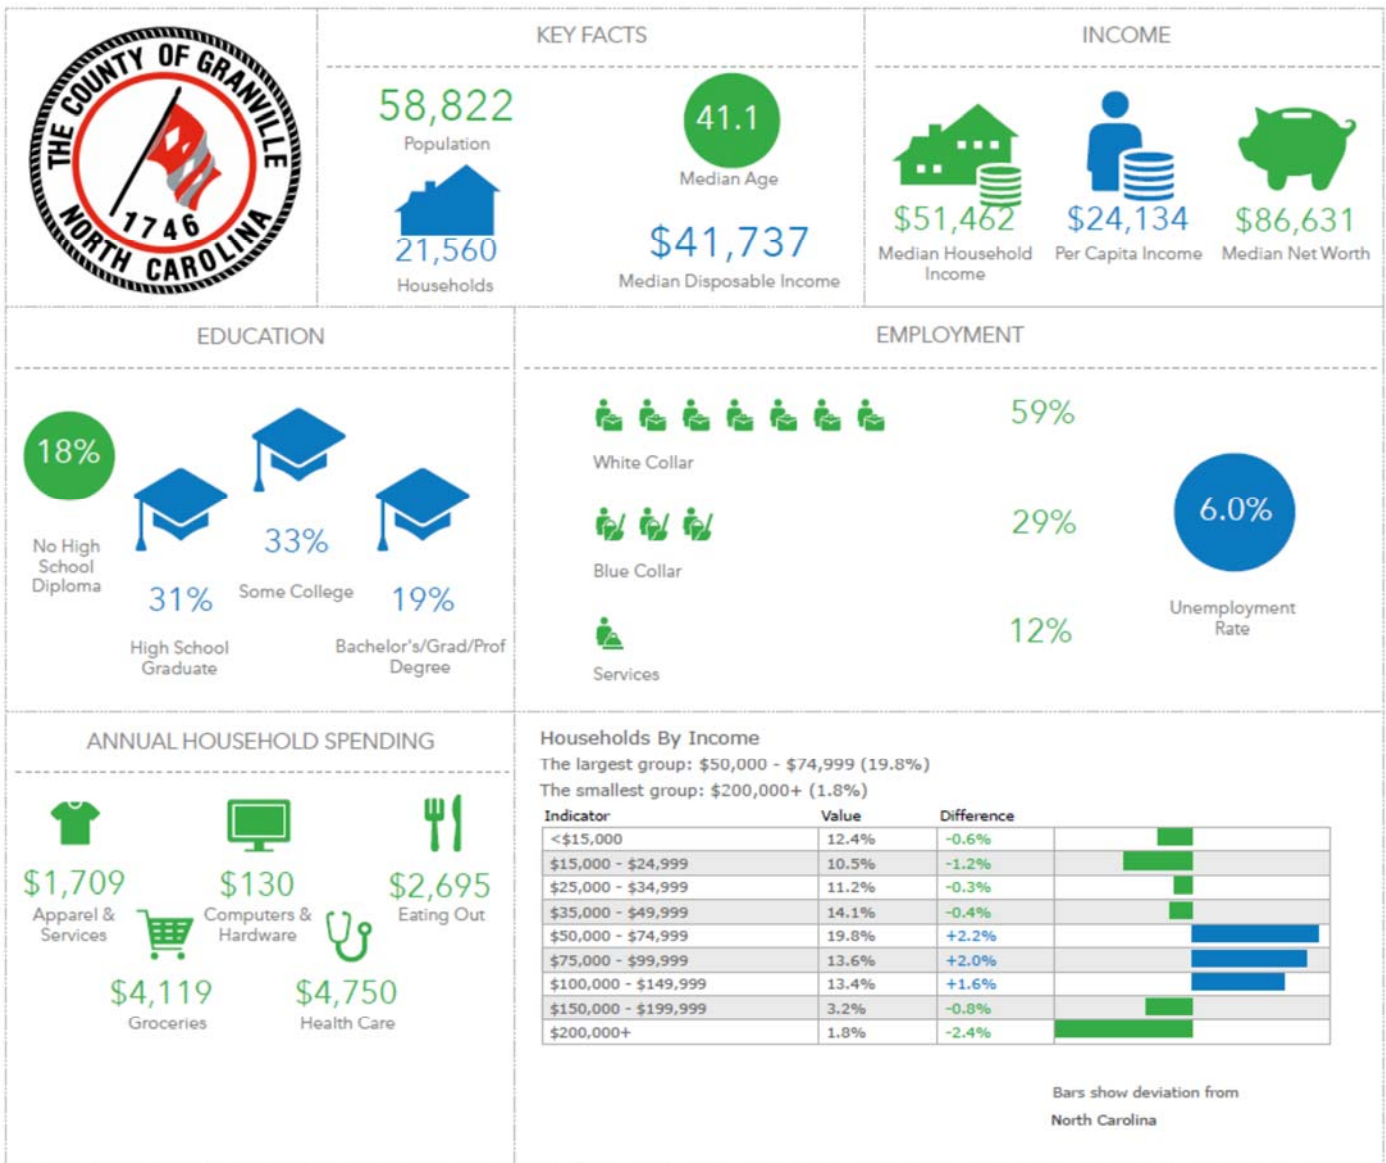 THE COUNTY OF GRANVILLE
1746
NORTH CAROLINA
KEY FACTS
58,822
Population
41.1
Median Age
21,560
Households
$41,737
Median Disposable Income
INCOME
$51,462
Median Household
Income
$24,134
Per Capita Income
$86,631
Median Net Worth
EDUCATION
18%
No High
School
Diploma
31%
High School
Graduate
33%
Some College
19%
Bachelor's/Grad/Prof
Degree
EMPLOYMENT
59%
White Collar
29%
Blue Collar
12%
Services
6.0%
Unemployment
Rate
ANNUAL HOUSEHOLD SPENDING
$1,709
Apparel &
Services
$130
Computers &
Hardware
$2,695
Eating Out
$4,119
Groceries
$4,750
Health Care
Households By Income
The largest group: $50,000 - $74,999 (19.8%)
The smallest group: $200,000+ (1.8%)
Indicator Value Difference
<$15,000 12.4% -0.6%
$15,000 - $24,999 10.5% -1.2%
$25,000 - $34,999 11.2% -0.3%
$35,000 - $49,999 14.1% -0.4%
$50,000 - $74,999 19.8% +2.2%
$75,000 - $99,999 13.6% +2.0%
$100,000 - $149,999 13.4% +1.6%
$150,000 - $199,999 3.2% -0.8%
$200,000+ 1.8% -2.4%
Bars show deviation from
North Carolina